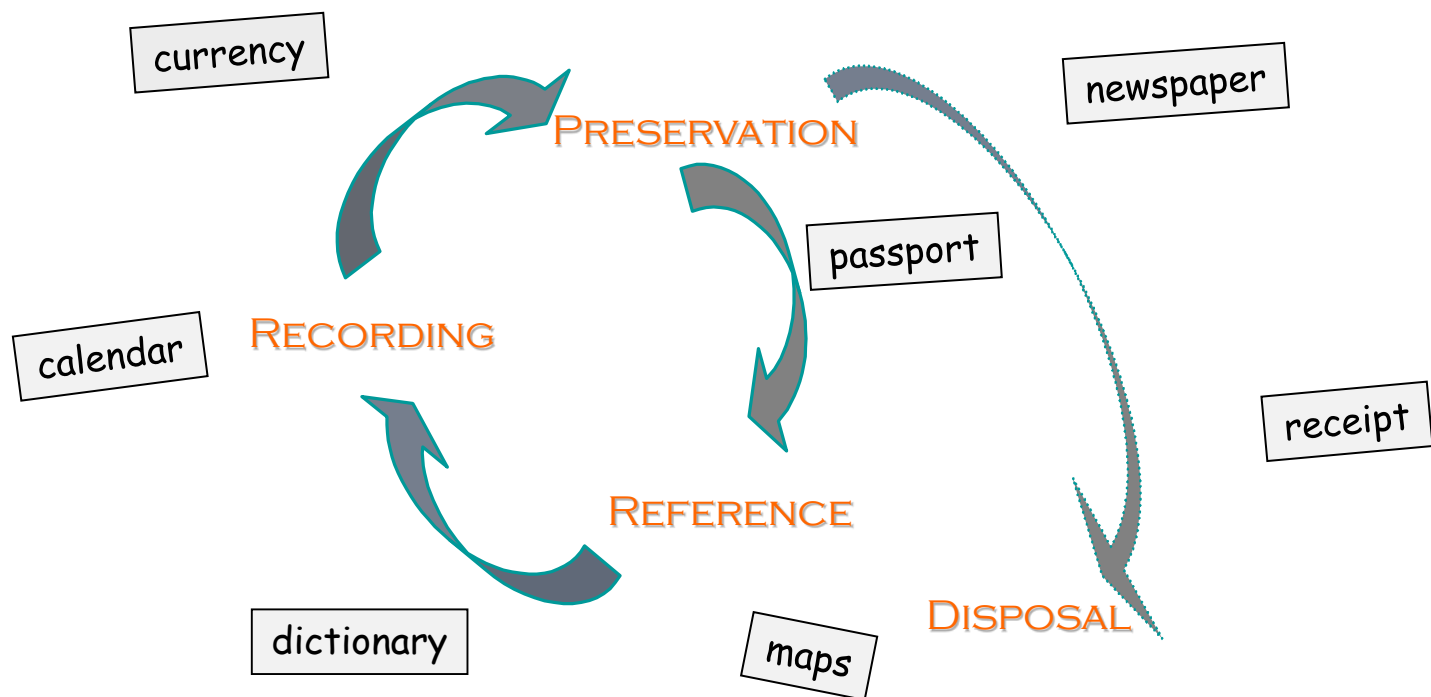 currency
newspaper
PRESERVATION
passport
RECORDING
calendar
receipt
REFERENCE
DISPOSAL
dictionary
maps